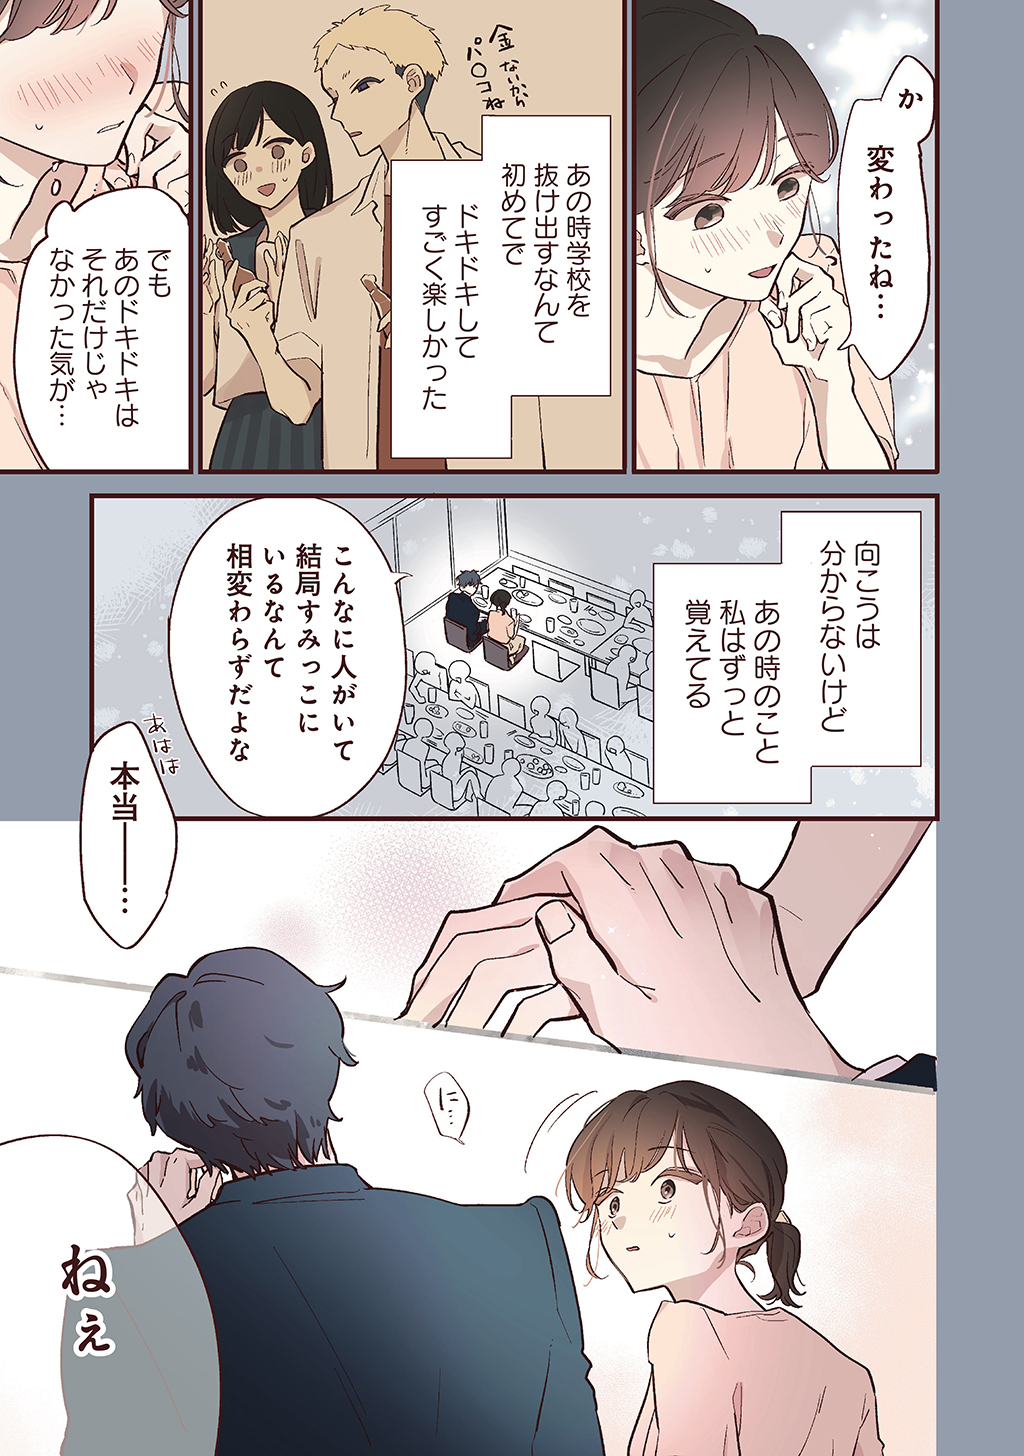 か
変わったね…
あの時学校を
抜け出すなんて
初めてで
ドキドキして
すごく楽しかった
金ないから
パ○コね
でも
あのドキドキは
それだけじゃ
なかった気が…
向こうは
分からないけど
あの時のこと
私はずっと
覚えてる
こんなに人がいて
結局すみっこに
いるなんて
相変わらずだよな
あはは
本当――…
に…
ねぇ